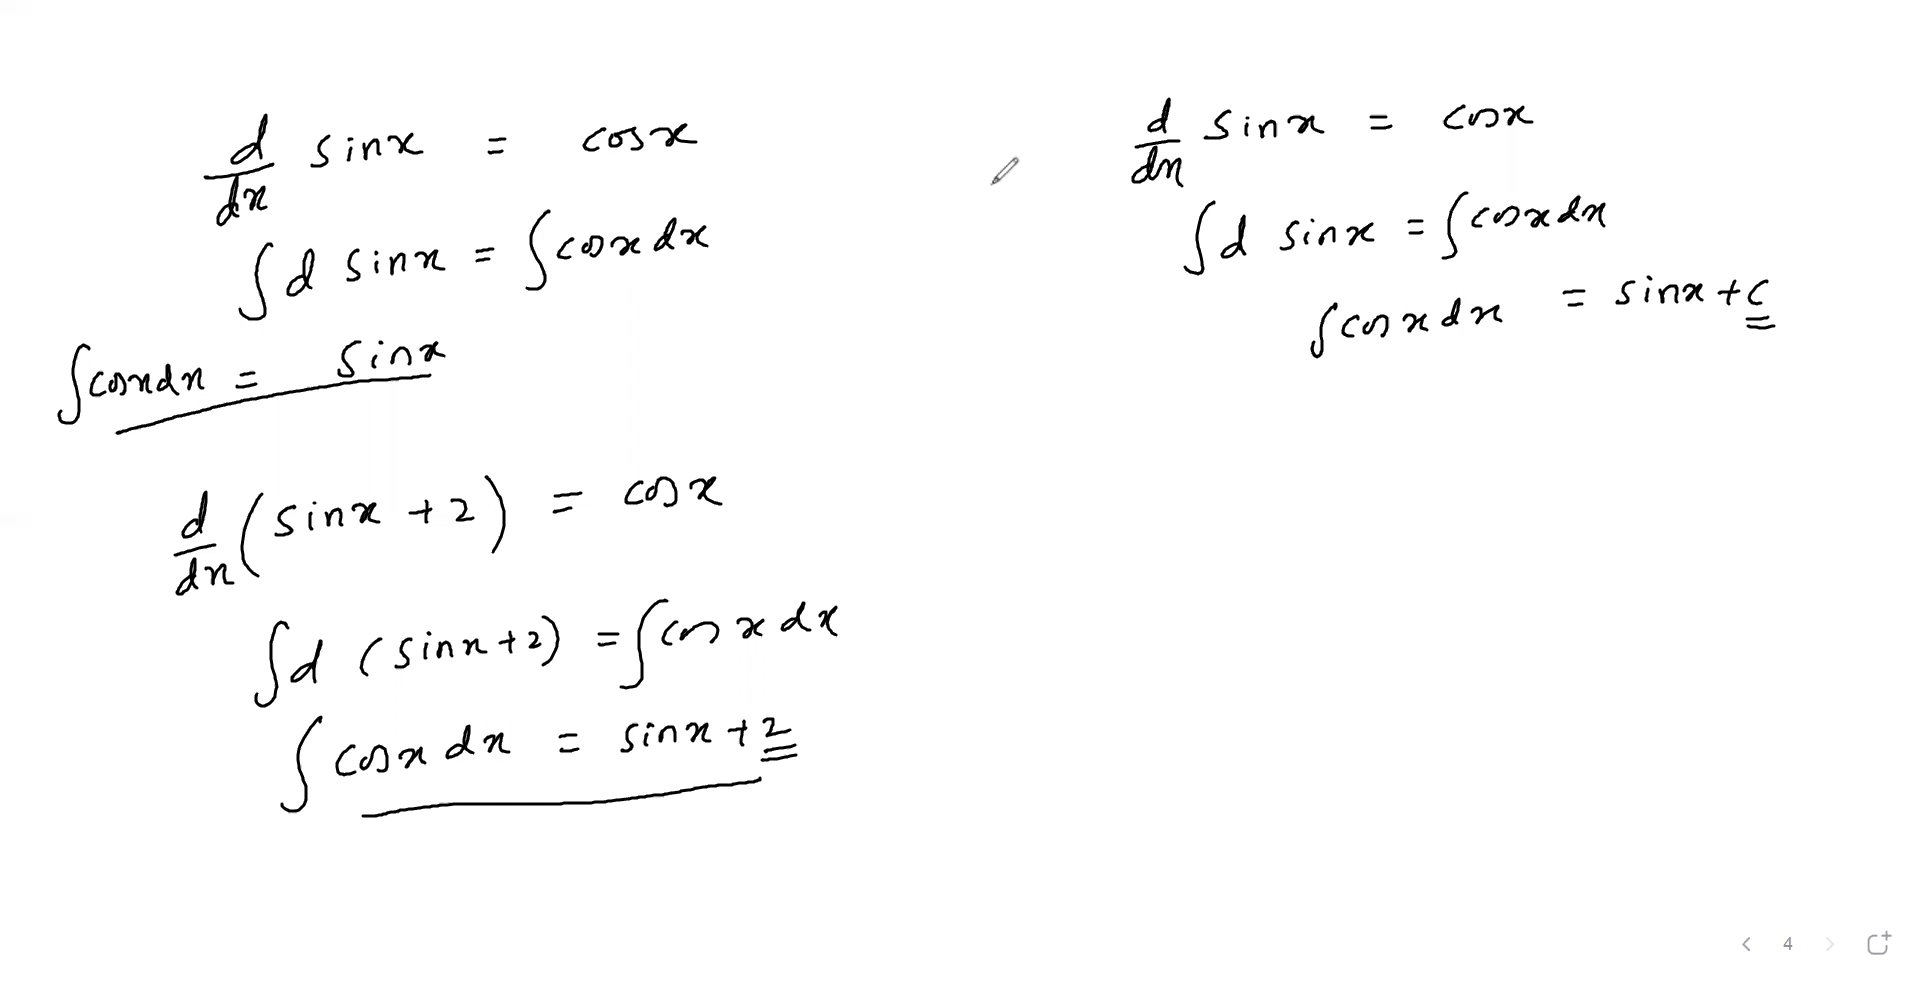 d/dx sinx = cosx
∫d sinx = ∫cosx dx
∫cosx dx = sinx
d/dx (sinx + 2) = cosx
∫d (sinx + 2) = ∫cosx dx
∫cosx dx = sinx + 2
d/dx sinx = cosx
∫d sinx = ∫cosx dx
∫cosx dx = sinx + c
4